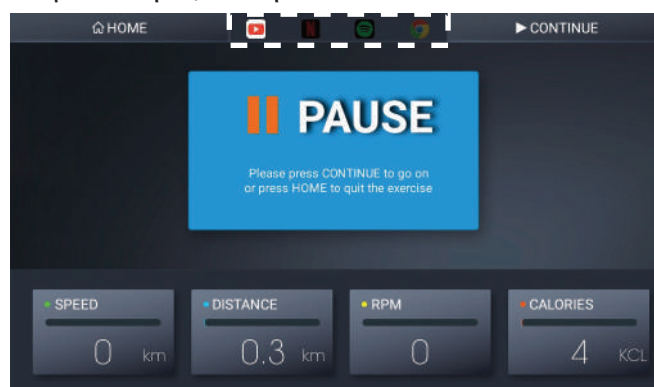 HOME
CONTINUE
PAUSE
Please press CONTINUE to go on
or press HOME to quit the exercise
SPEED
DISTANCE
RPM
CALORIES
0 km
0.3 km
0
4 KCL